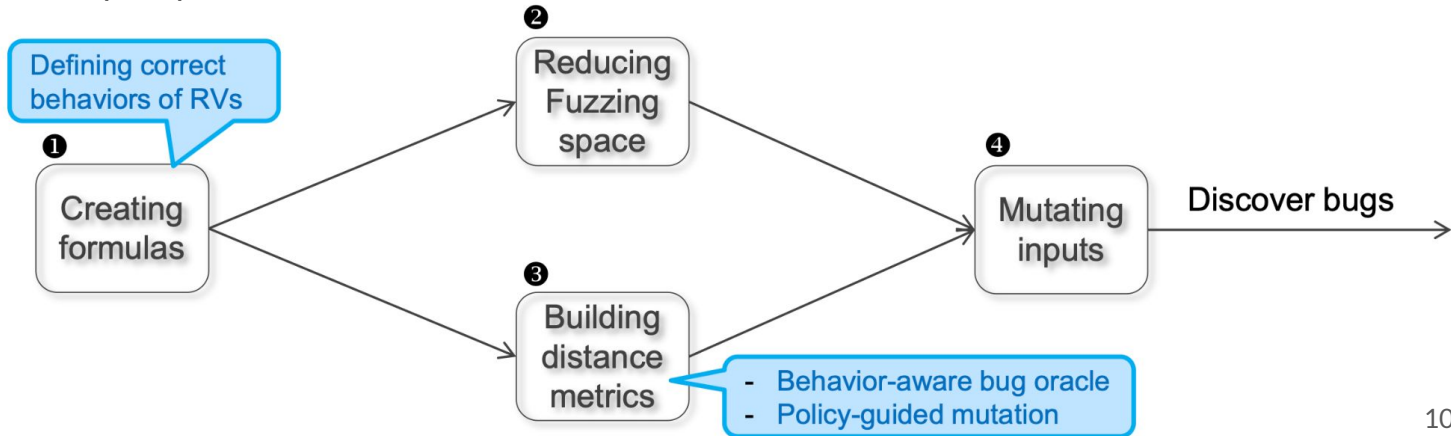 Defining correct
behaviors of RVs
❶
Creating
formulas
❷
Reducing
Fuzzing
space
❸
Building
distance
metrics
- Behavior-aware bug oracle
- Policy-guided mutation
❹
Mutating
inputs
Discover bugs
10